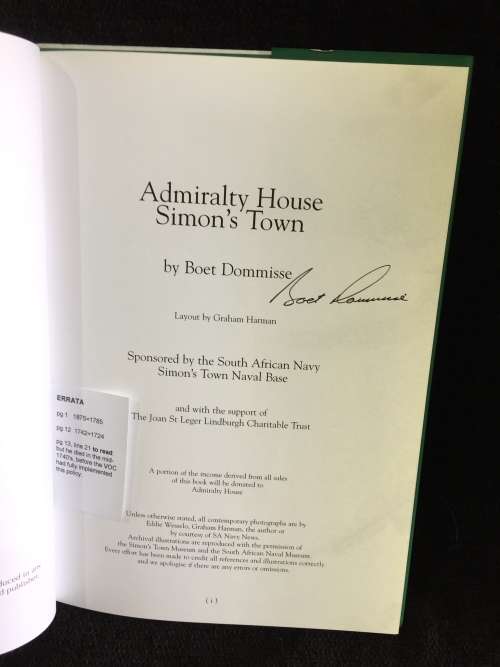 Admiralty House
Simon's Town
by Boet Dommisse
Boet Dommisse
Layout by Graham Harman
Sponsored by the South African Navy
Simon's Town Naval Base
and with the support of
The Joan St Leger Lindburgh Charitable Trust
A portion of the income derived from all sales
of this book will be donated to
Admiralty House
Unless otherwise stated, all contemporary photographs are by
Eddie Wesselo, Graham Harman, the author or
by courtesy of SA Navy News.
Archival illustrations are reproduced with the permission of
the Simon's Town Museum and the South African Naval Museum.
Every effort has been made to credit all references and illustrations correctly
and we apologise if there are any errors or omissions.
( i )
ERRATA
pg 1 1875=1785
pg 12 1742=1724
pg 13, line 21 to read
but he died in the mid-
1740's, before the VOC
had fully implemented
this policy.
duced in any
d publisher.